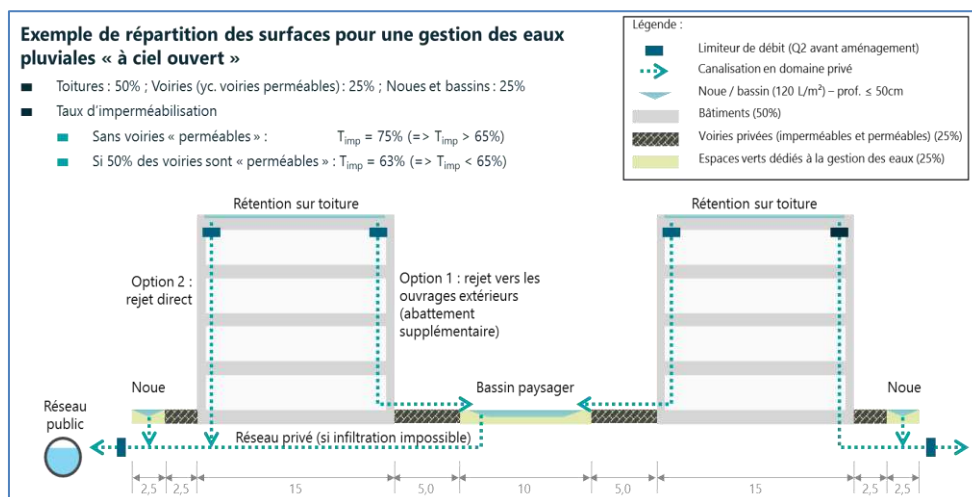 Exemple de répartition des surfaces pour une gestion des eaux
pluviales « à ciel ouvert »
Toitures : 50% ; Voiries (yc. voiries perméables) : 25% ; Noues et bassins : 25%
Taux d'imperméabilisation
Sans voiries « perméables » : Timp = 75% (=> Timp > 65%)
Si 50% des voiries sont « perméables » : Timp = 63% (=> Timp < 65%)
Légende :
Limiteur de débit (Q2 avant aménagement)
Canalisation en domaine privé
Noue / bassin (120 L/m²) – prof. ≤ 50cm
Bâtiments (50%)
Voiries privées (imperméables et perméables) (25%)
Espaces verts dédiés à la gestion des eaux (25%)
Rétention sur toiture
Rétention sur toiture
Option 2 :
rejet direct
Option 1 : rejet vers les
ouvrages extérieurs
(abattement
supplémentaire)
Noue
Bassin paysager
Noue
Réseau
public
Réseau privé (si infiltration impossible)
2,5 2,5 15 5,0 10 5,0 15 2,5 2,5